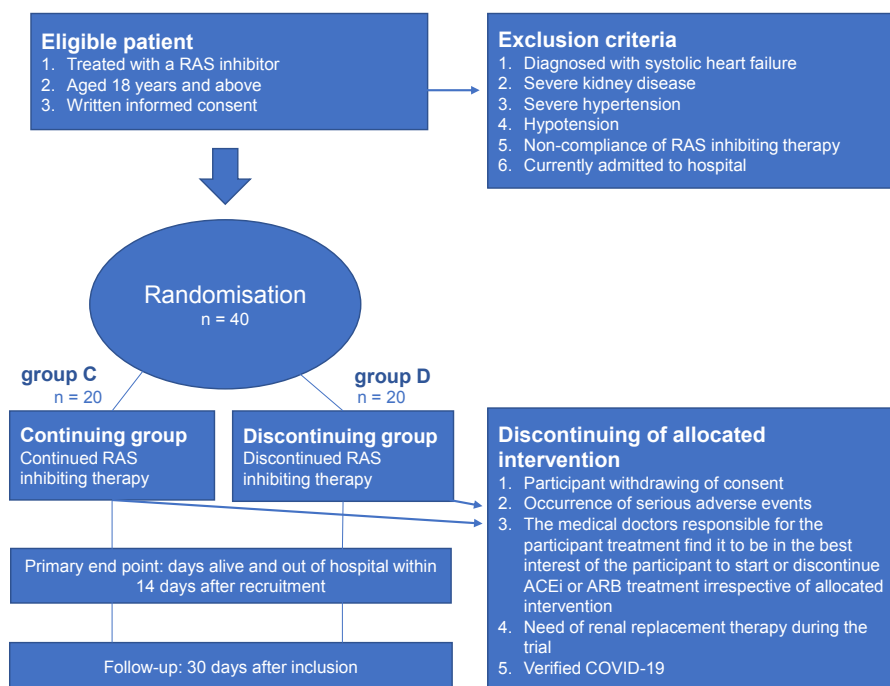 Eligible patient
1. Treated with a RAS inhibitor
2. Aged 18 years and above
3. Written informed consent
Exclusion criteria
1. Diagnosed with systolic heart failure
2. Severe kidney disease
3. Severe hypertension
4. Hypotension
5. Non-compliance of RAS inhibiting therapy
6. Currently admitted to hospital
Randomisation
n = 40
group C
n = 20
group D
n = 20
Continuing group
Continued RAS
inhibiting therapy
Discontinuing group
Discontinued RAS
inhibiting therapy
Discontinuing of allocated
intervention
1. Participant withdrawing of consent
2. Occurrence of serious adverse events
3. The medical doctors responsible for the
participant treatment find it to be in the best
interest of the participant to start or discontinue
ACEi or ARB treatment irrespective of allocated
intervention
4. Need of renal replacement therapy during the
trial
5. Verified COVID-19
Primary end point: days alive and out of hospital within
14 days after recruitment
Follow-up: 30 days after inclusion